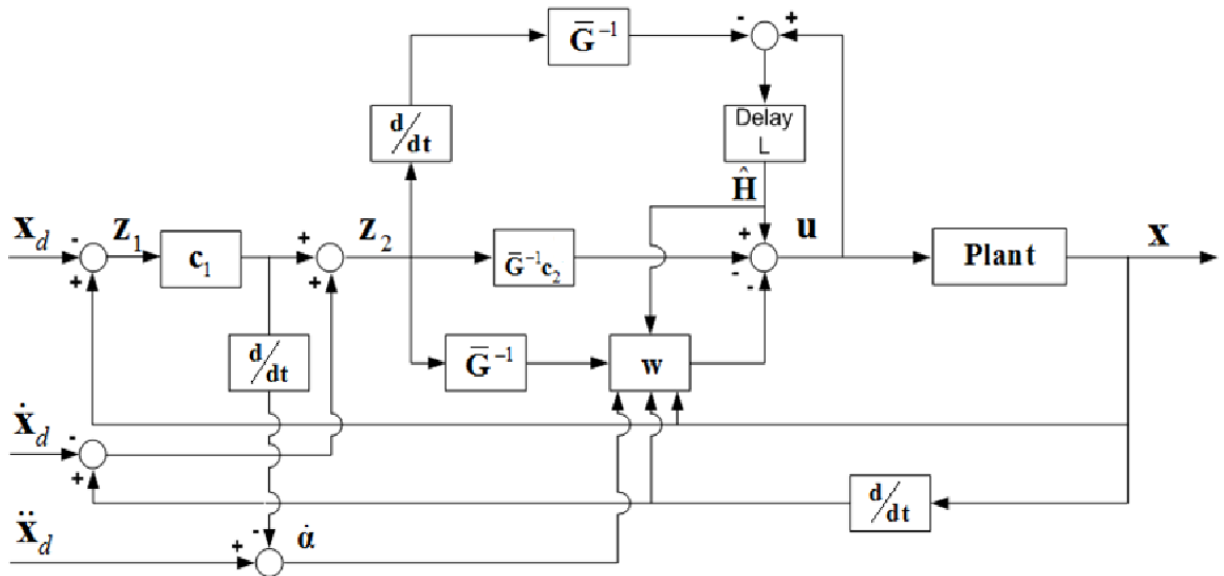 - +
G̅⁻¹
d/dt
Delay
L
Ĥ
x_d - z₁ c₁ + z₂ G̅⁻¹c₂ + u Plant x
+ + - -
d/dt
G̅⁻¹ w
ẋ_d -
+
d/dt
ẍ_d + - α̇